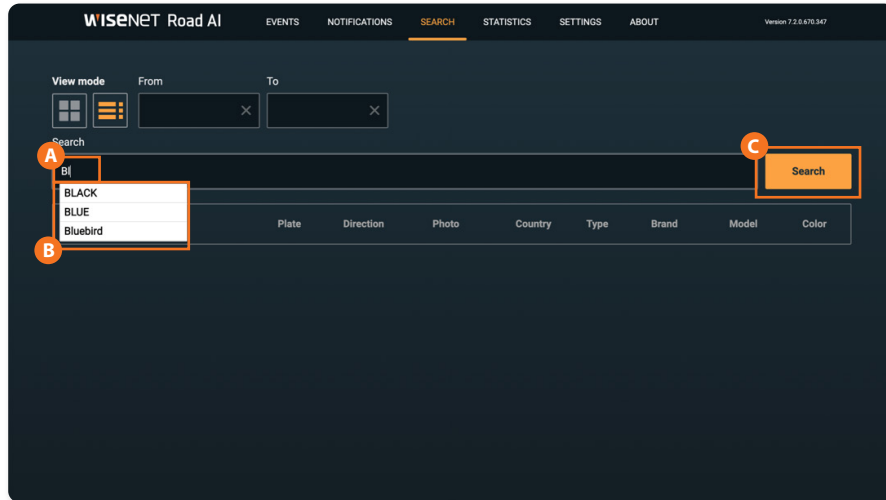 WISENET Road AI EVENTS NOTIFICATIONS SEARCH STATISTICS SETTINGS ABOUT Version 7.2.0.670.347
View mode From To
Search
A
C
Bl
Search
BLACK
BLUE
Bluebird
Plate Direction Photo Country Type Brand Model Color
B